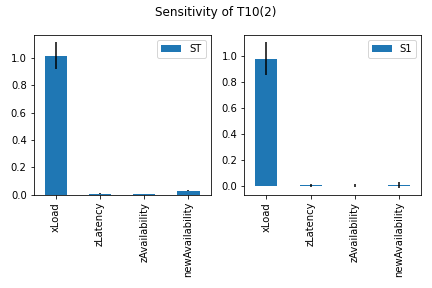 Sensitivity of T10(2)
ST
1.0
0.8
0.6
0.4
0.2
0.0
xLoad
zLatency
zAvailability
newAvailability
S1
1.0
0.8
0.6
0.4
0.2
0.0
xLoad
zLatency
zAvailability
newAvailability